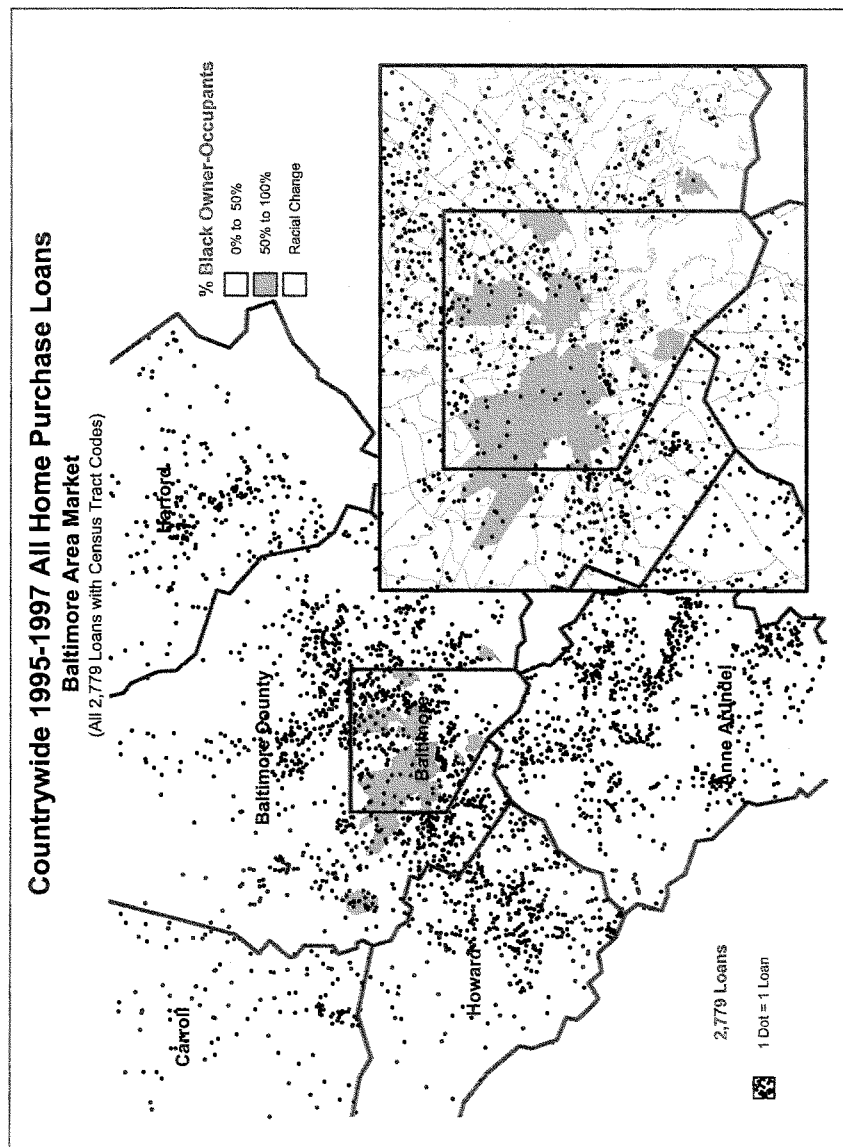 Countrywide 1995-1997 All Home Purchase Loans
Baltimore Area Market
(All 2,779 Loans with Census Tract Codes)
% Black Owner-Occupants
0% to 50%
50% to 100%
Racial Change
Carroll
Baltimore County
Harford
Baltimore
Howard
Anne Arundel
2,779 Loans
1 Dot = 1 Loan